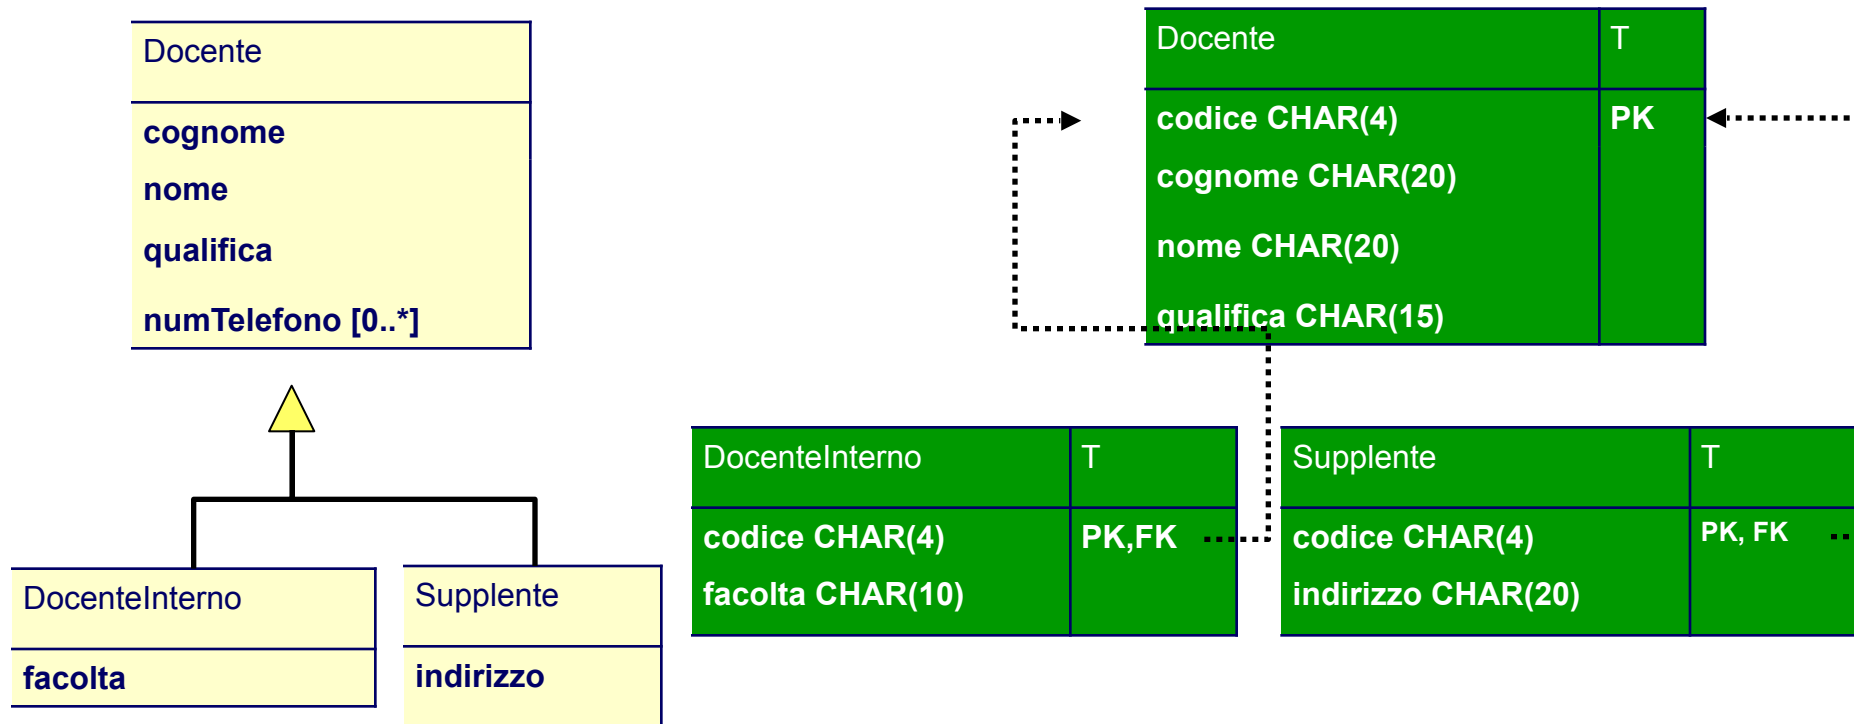 Docente
cognome
nome
qualifica
numTelefono [0..*]
DocenteInterno
facolta
Supplente
indirizzo
Docente T
codice CHAR(4) PK
cognome CHAR(20)
nome CHAR(20)
qualifica CHAR(15)
DocenteInterno T
codice CHAR(4) PK,FK
facolta CHAR(10)
Supplente T
codice CHAR(4) PK, FK
indirizzo CHAR(20)